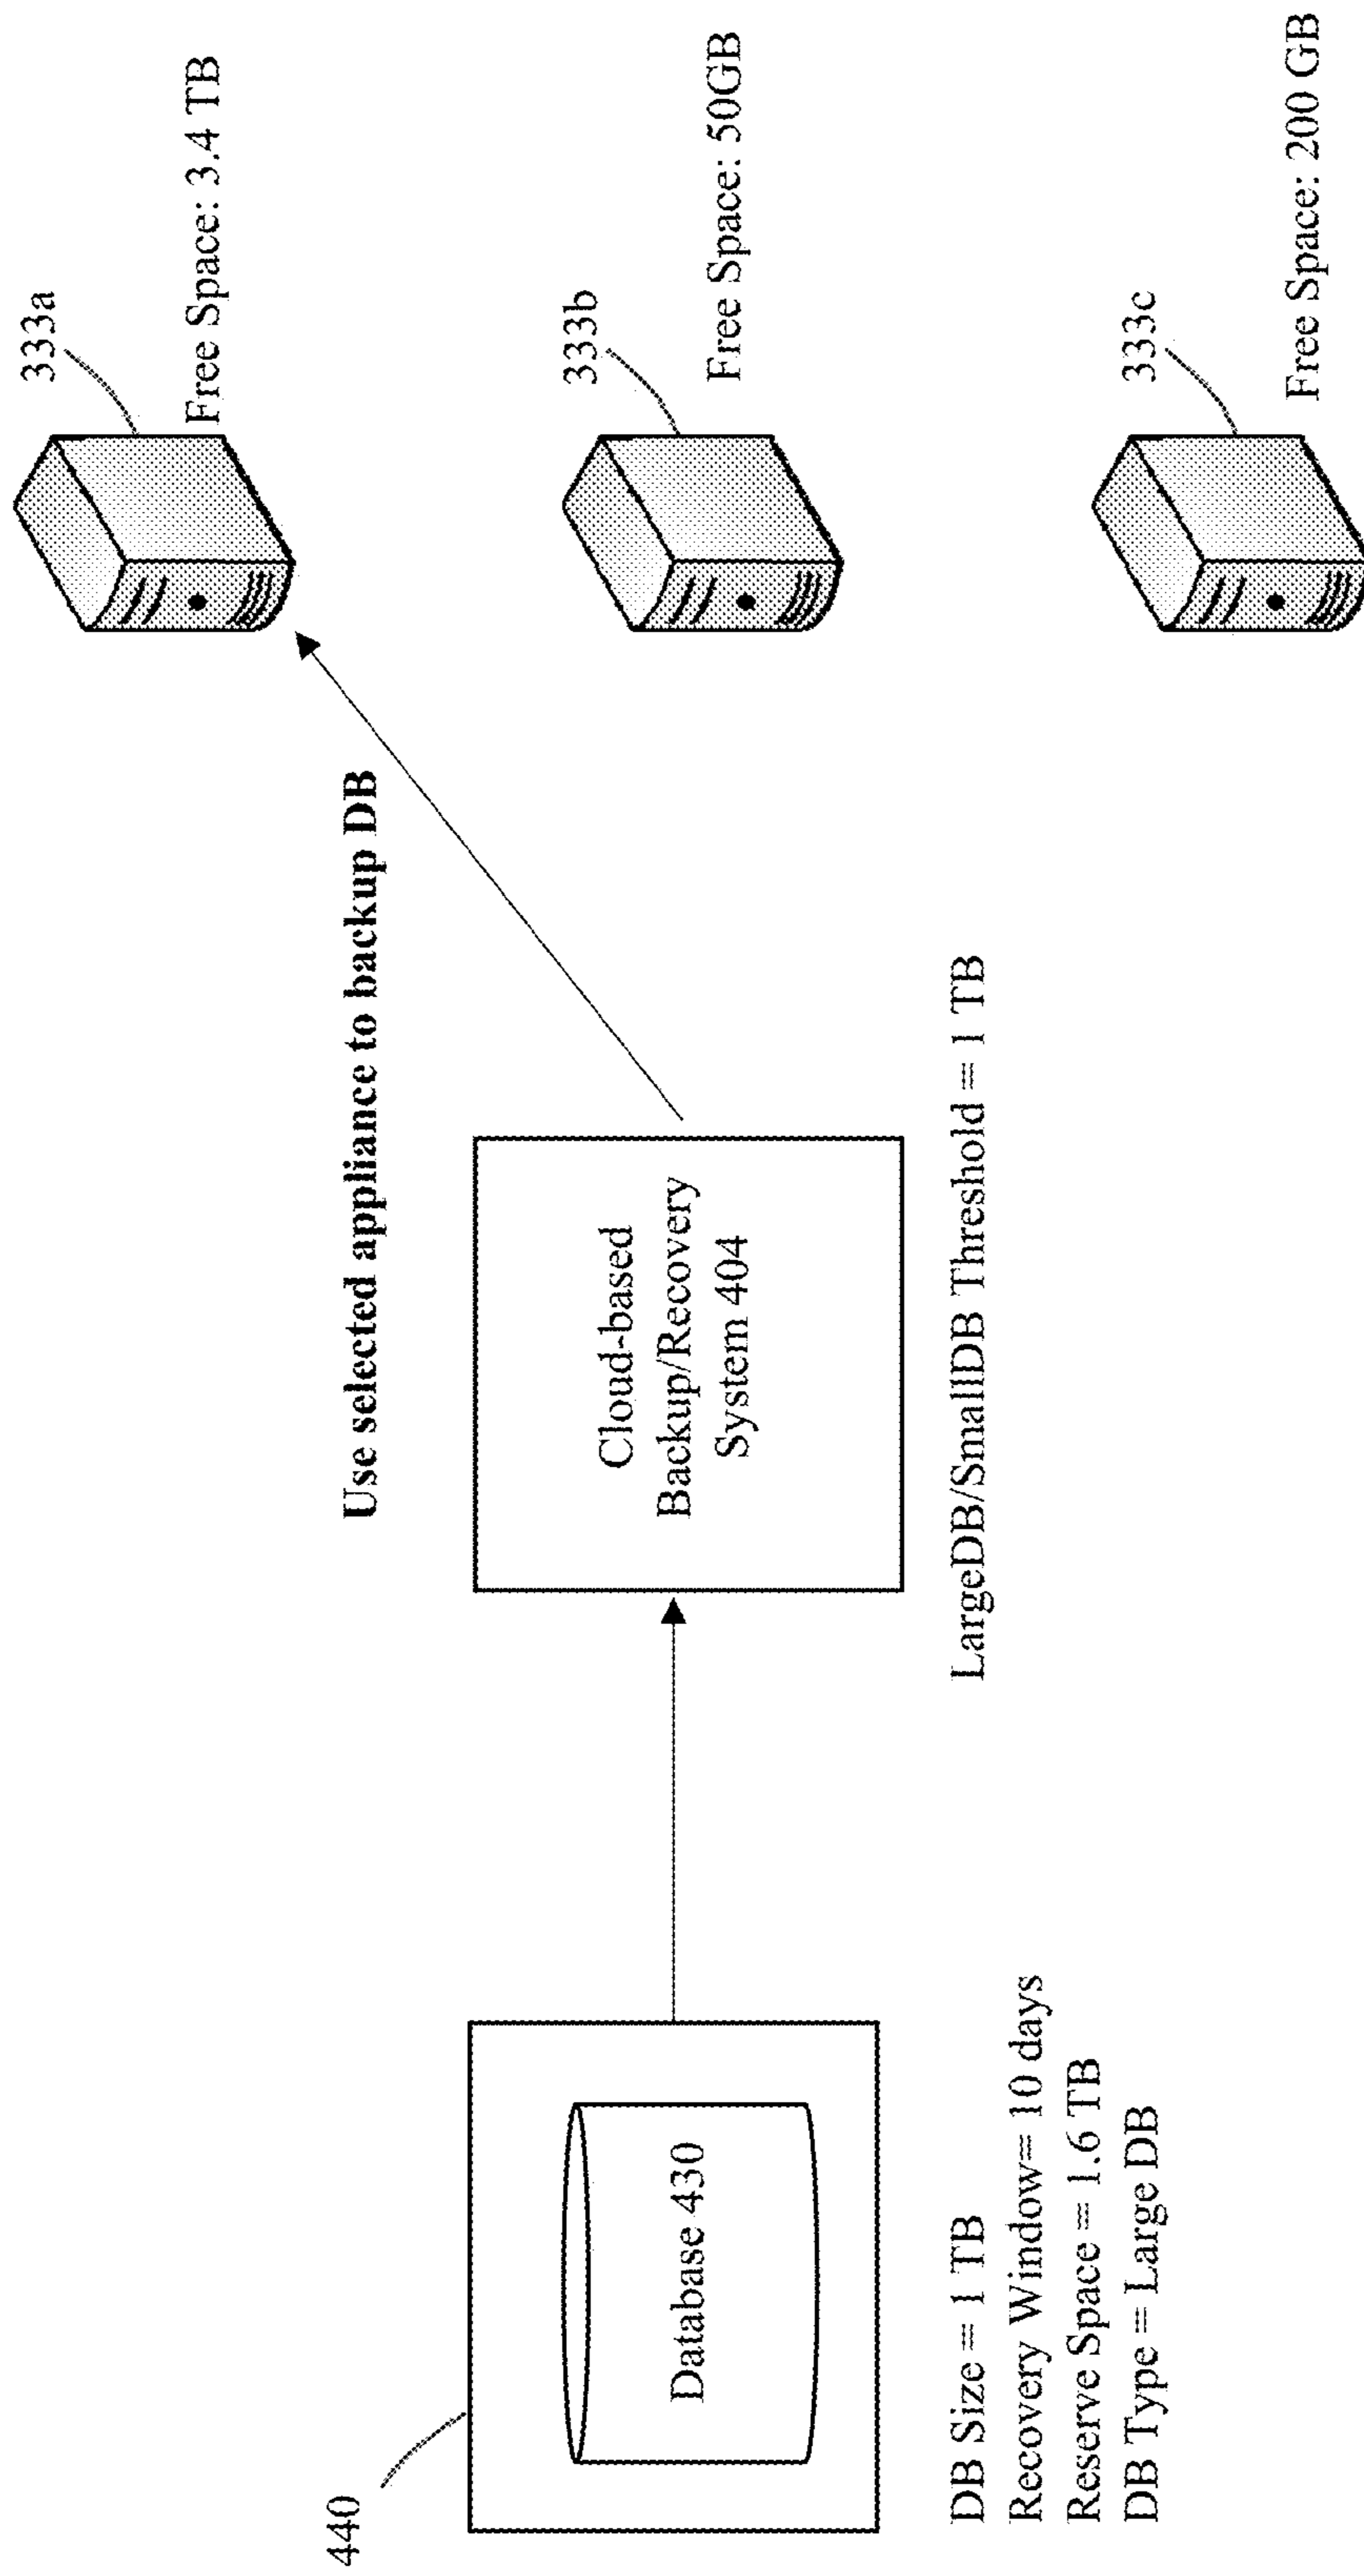 440
Database 430
DB Size = 1 TB
Recovery Window= 10 days
Reserve Space = 1.6 TB
DB Type = Large DB
Cloud-based
Backup/Recovery
System 404
LargeDB/SmallDB Threshold = 1 TB
Use selected appliance to backup DB
333a
Free Space: 3.4 TB
333b
Free Space: 50GB
333c
Free Space: 200 GB